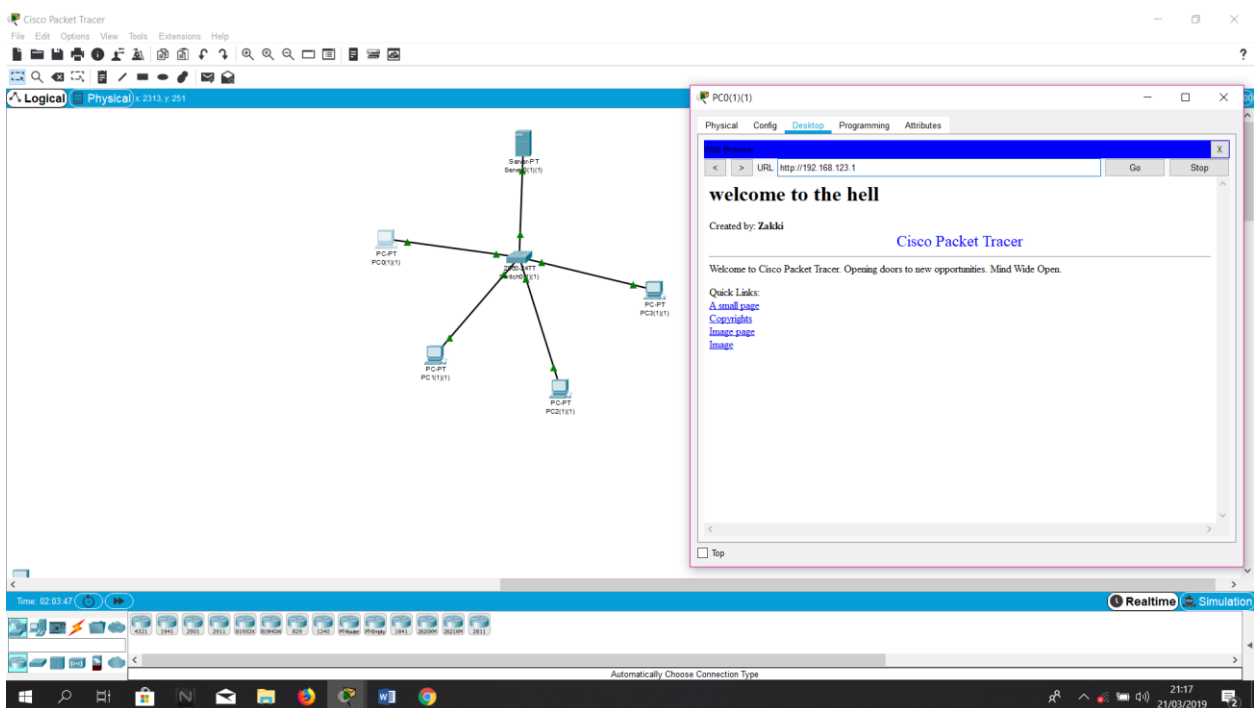 Cisco Packet Tracer
File Edit Options View Tools Extensions Help
?
Logical Physical x: 2313, y: 251
PC0(1)(1)
Physical Config Desktop Programming Attributes
Web Browser X
< > URL http://192.168.123.1 Go Stop
welcome to the hell
Created by: Zakki
Cisco Packet Tracer
Welcome to Cisco Packet Tracer. Opening doors to new opportunities. Mind Wide Open.
Quick Links:
A small page
Copyrights
Image page
Image
Top
Server-PT
PC-PT
PC0(1)(1)
PC-PT
PC3(1)(1)
PC-PT
PC1(1)(1)
PC-PT
PC2(1)(1)
Time: 02:03:47
Realtime Simulation
4321 1941 2901 2911 819IOX 819HGW 829 1240 PT-Router PT-Empty 1841 2620XM 2621XM 2811
Automatically Choose Connection Type
21:17
21/03/2019